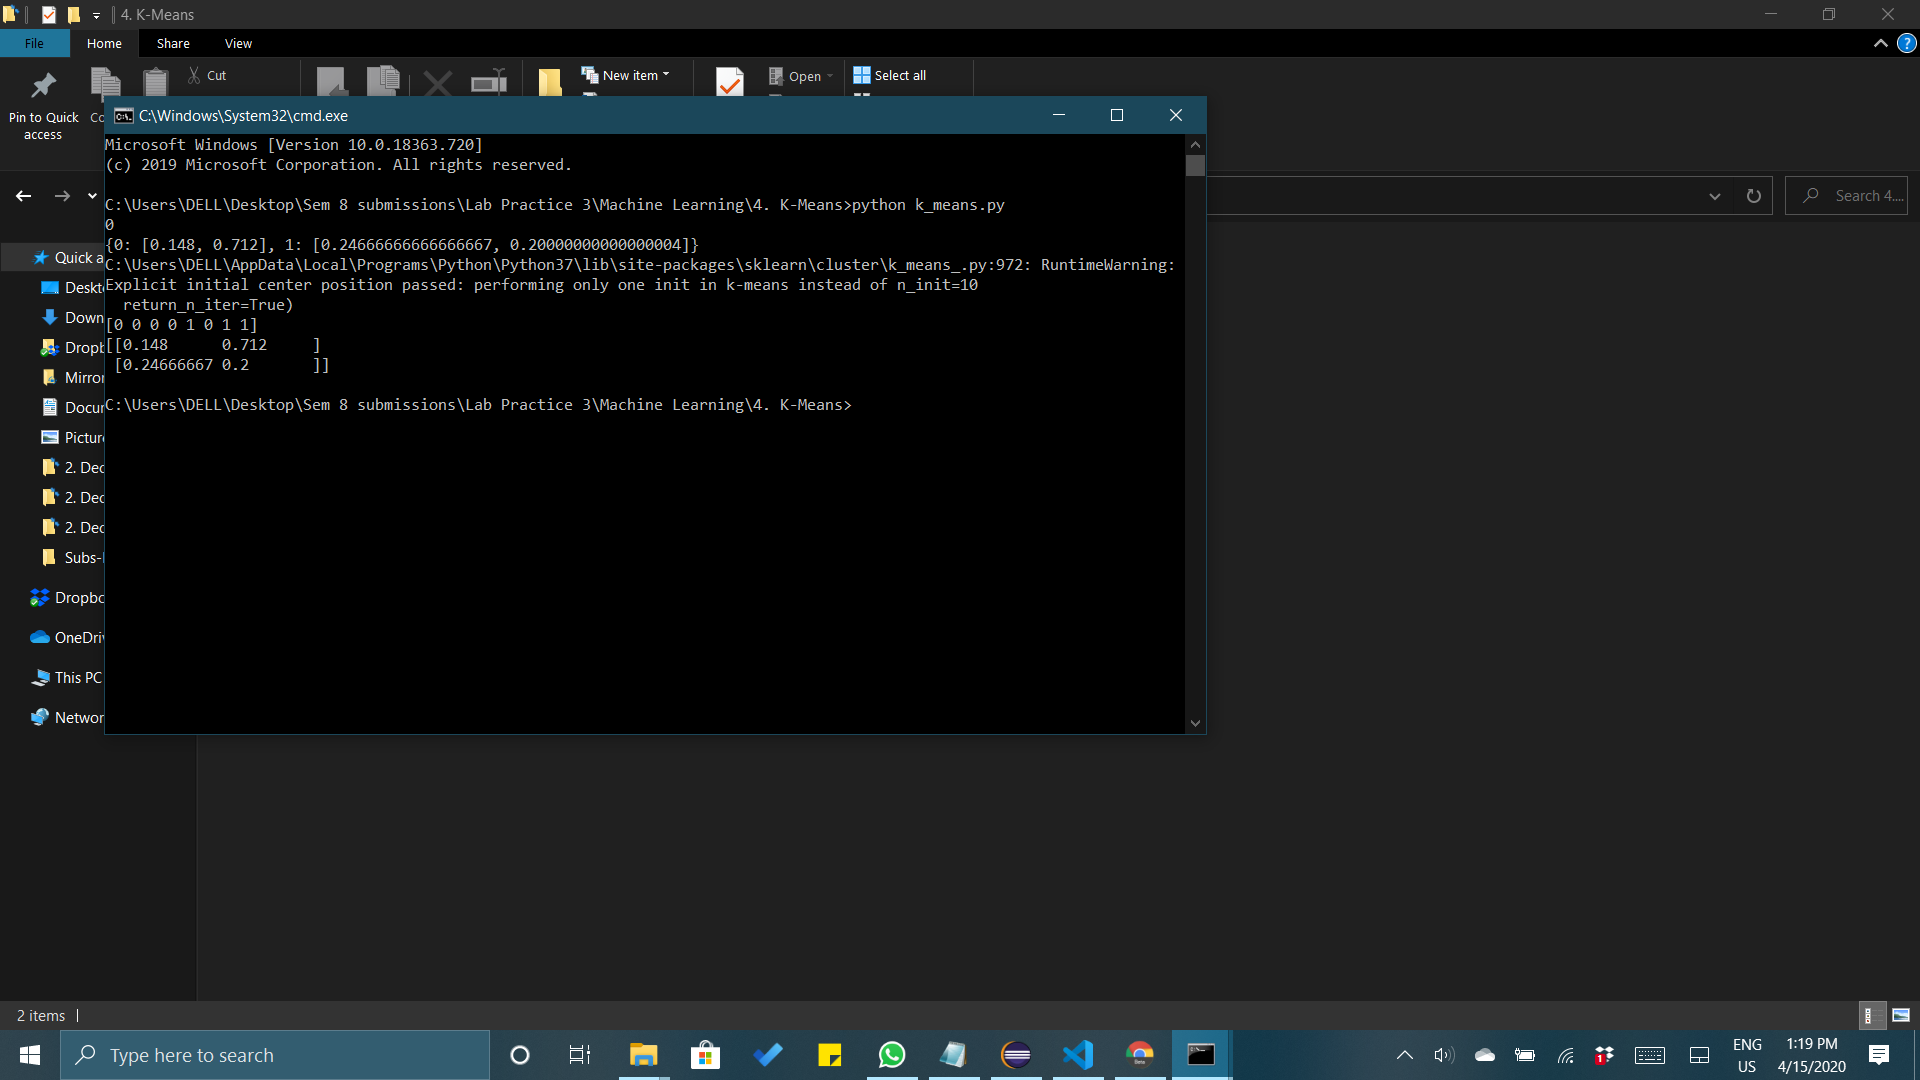 4. K-Means
File Home Share View
Cut
New item
Open
Select all
Pin to Quick
access
C:\Windows\System32\cmd.exe
Microsoft Windows [Version 10.0.18363.720]
(c) 2019 Microsoft Corporation. All rights reserved.
C:\Users\DELL\Desktop\Sem 8 submissions\Lab Practice 3\Machine Learning\4. K-Means>python k_means.py
0
{0: [0.148, 0.712], 1: [0.24666666666666667, 0.20000000000000004]}
C:\Users\DELL\AppData\Local\Programs\Python\Python37\lib\site-packages\sklearn\cluster\k_means_.py:972: RuntimeWarning:
Explicit initial center position passed: performing only one init in k-means instead of n_init=10
return_n_iter=True)
[0 0 0 0 1 0 1 1]
[[0.148      0.712     ]
[0.24666667 0.2       ]]
C:\Users\DELL\Desktop\Sem 8 submissions\Lab Practice 3\Machine Learning\4. K-Means>
Search 4....
Quick a
Deskt
Down
Dropb
Mirror
Docum
Picture
2. Dec
2. Dec
2. Dec
Subs-
Dropbo
OneDriv
This PC
Networ
2 items
Type here to search
1
ENG
US
1:19 PM
4/15/2020